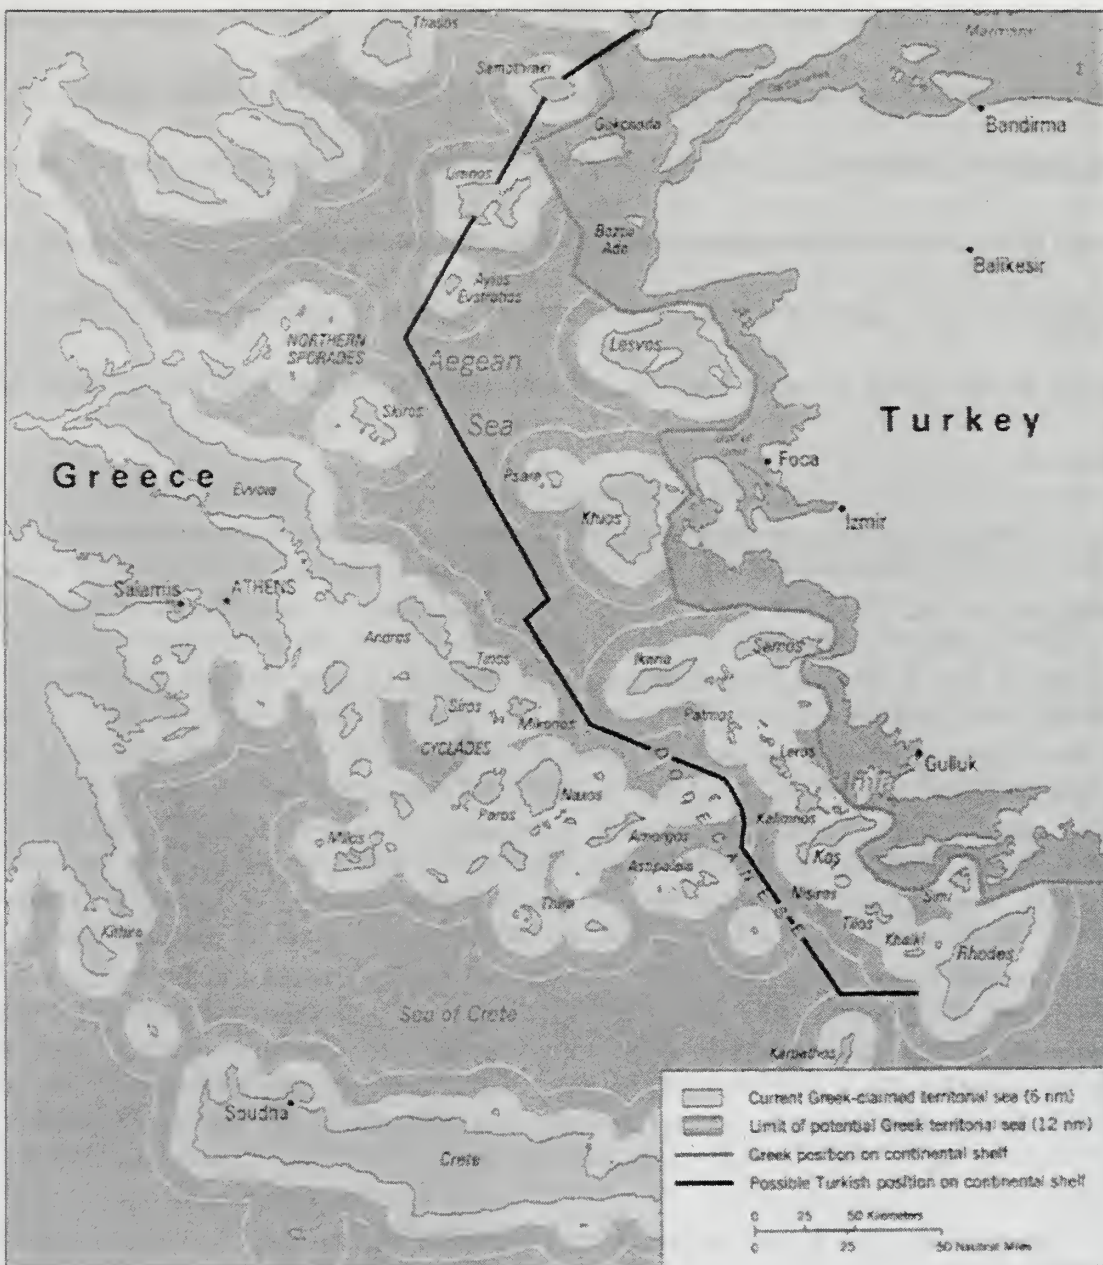 Thasos
Marmara
Samothraki
Bandirma
Gokceada
Limnos
Bozca
Ada
Balikesir
Ayios
Evstratios
NORTHERN
SPORADES
Aegean
Sea
Lesvos
Skiros
Turkey
Greece
Foca
Psara
Evvoia
Khios
Izmir
Salamis
ATHENS
Andros
Tinos
Ikaria
Samos
Siros
Mikonos
Patmos
CYCLADES
Leros
Gulluk
DODECANESE
Paros
Naxos
Kalimnos
Milos
Amorgos
Kos
Astipalaia
Nisiros
Simi
Thira
Tilos
Kithira
Khalki
Rhodes
Sea of Crete
Karpathos
Soudha
Crete
Current Greek-claimed territorial sea (6 nm)
Limit of potential Greek territorial sea (12 nm)
Greek position on continental shelf
Possible Turkish position on continental shelf
0 25 50 Kilometers
0 25 50 Nautical Miles